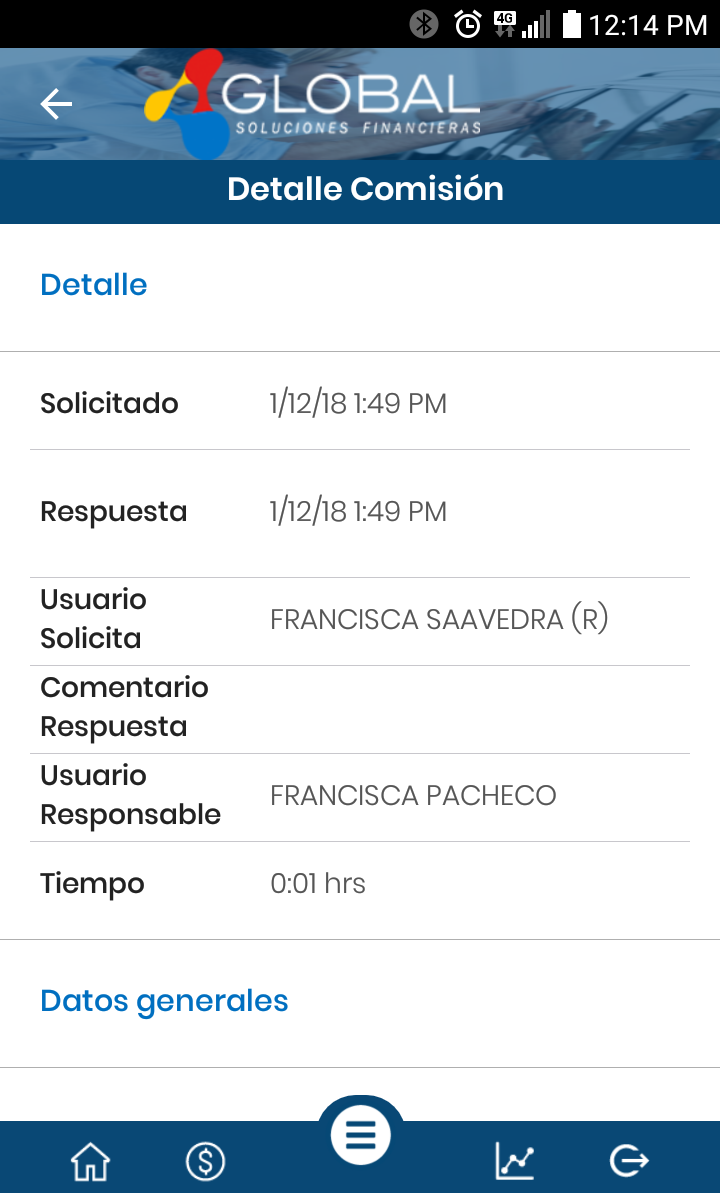 4G
12:14 PM
GLOBAL
SOLUCIONES FINANCIERAS
Detalle Comisión
Detalle
Solicitado 1/12/18 1:49 PM
Respuesta 1/12/18 1:49 PM
Usuario
Solicita
FRANCISCA SAAVEDRA (R)
Comentario
Respuesta
Usuario
Responsable
FRANCISCA PACHECO
Tiempo 0:01 hrs
Datos generales